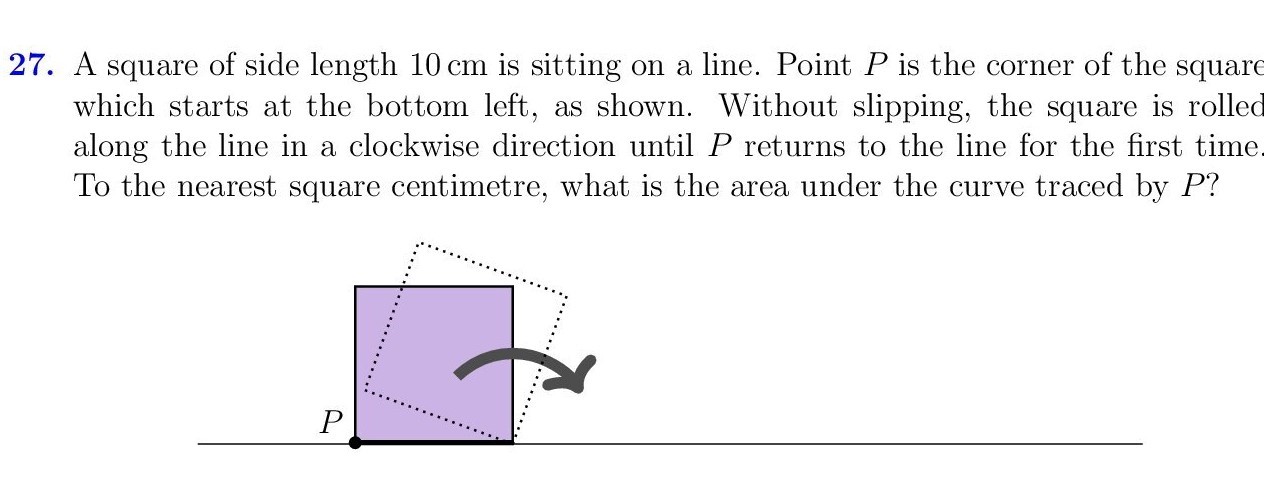 27. A square of side length 10 cm is sitting on a line. Point P is the corner of the square
which starts at the bottom left, as shown. Without slipping, the square is rolled
along the line in a clockwise direction until P returns to the line for the first time.
To the nearest square centimetre, what is the area under the curve traced by P?
P